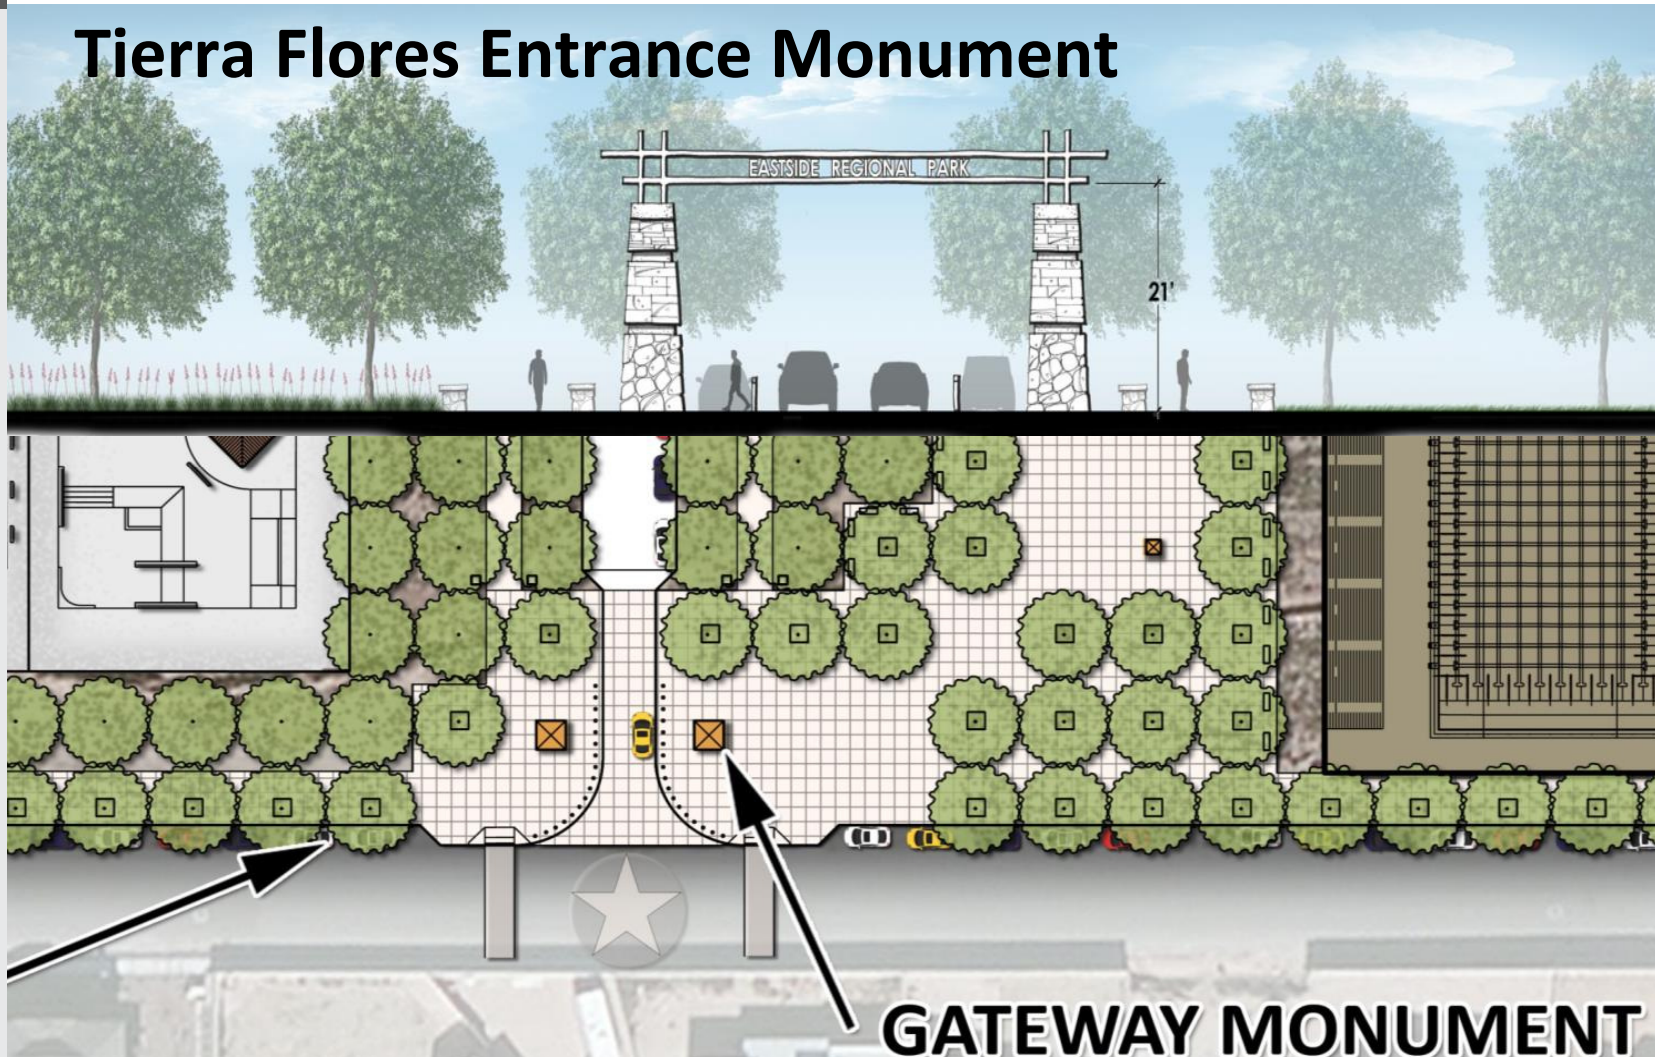 Tierra Flores Entrance Monument
EASTSIDE REGIONAL PARK
21'
GATEWAY MONUMENT